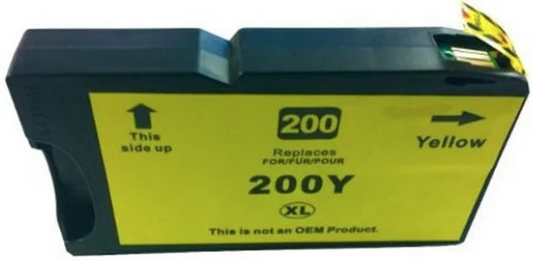 200
This
side up
Yellow
Replaces
FOR/FÜR/POUR
200Y
XL
This is not an OEM Product.